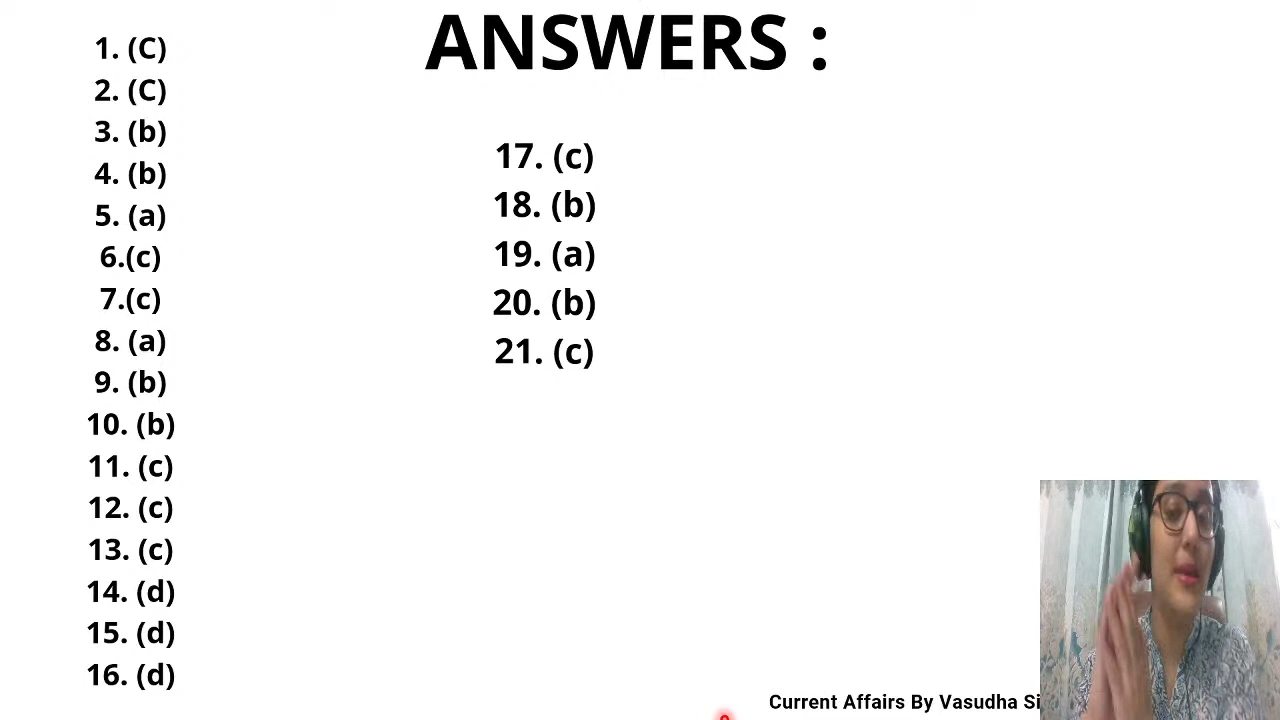 ANSWERS :
1. (C)
2. (C)
3. (b)
4. (b)
5. (a)
6.(c)
7.(c)
8. (a)
9. (b)
10. (b)
11. (c)
12. (c)
13. (c)
14. (d)
15. (d)
16. (d)
17. (c)
18. (b)
19. (a)
20. (b)
21. (c)
Current Affairs By Vasudha Si